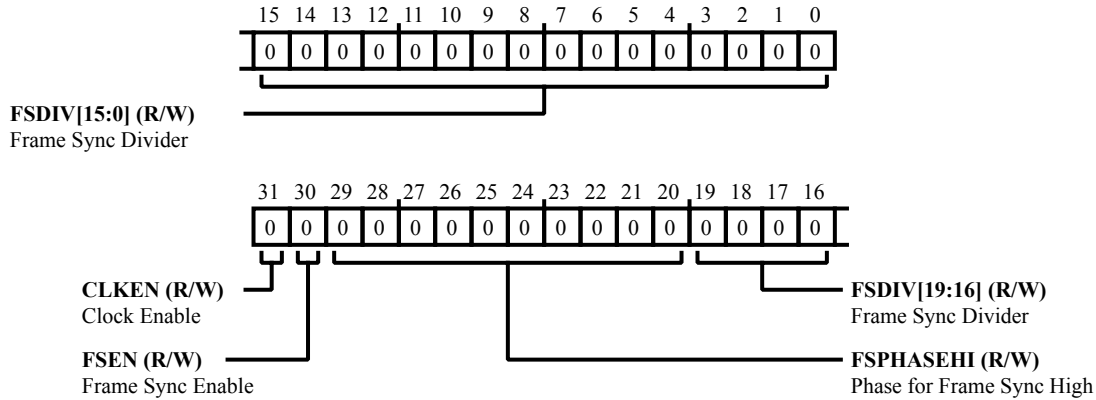 15 14 13 12 11 10 9 8 7 6 5 4 3 2 1 0
0 0 0 0 0 0 0 0 0 0 0 0 0 0 0 0
FSDIV[15:0] (R/W)
Frame Sync Divider
31 30 29 28 27 26 25 24 23 22 21 20 19 18 17 16
0 0 0 0 0 0 0 0 0 0 0 0 0 0 0 0
CLKEN (R/W)
Clock Enable
FSDIV[19:16] (R/W)
Frame Sync Divider
FSEN (R/W)
Frame Sync Enable
FSPHASEHI (R/W)
Phase for Frame Sync High